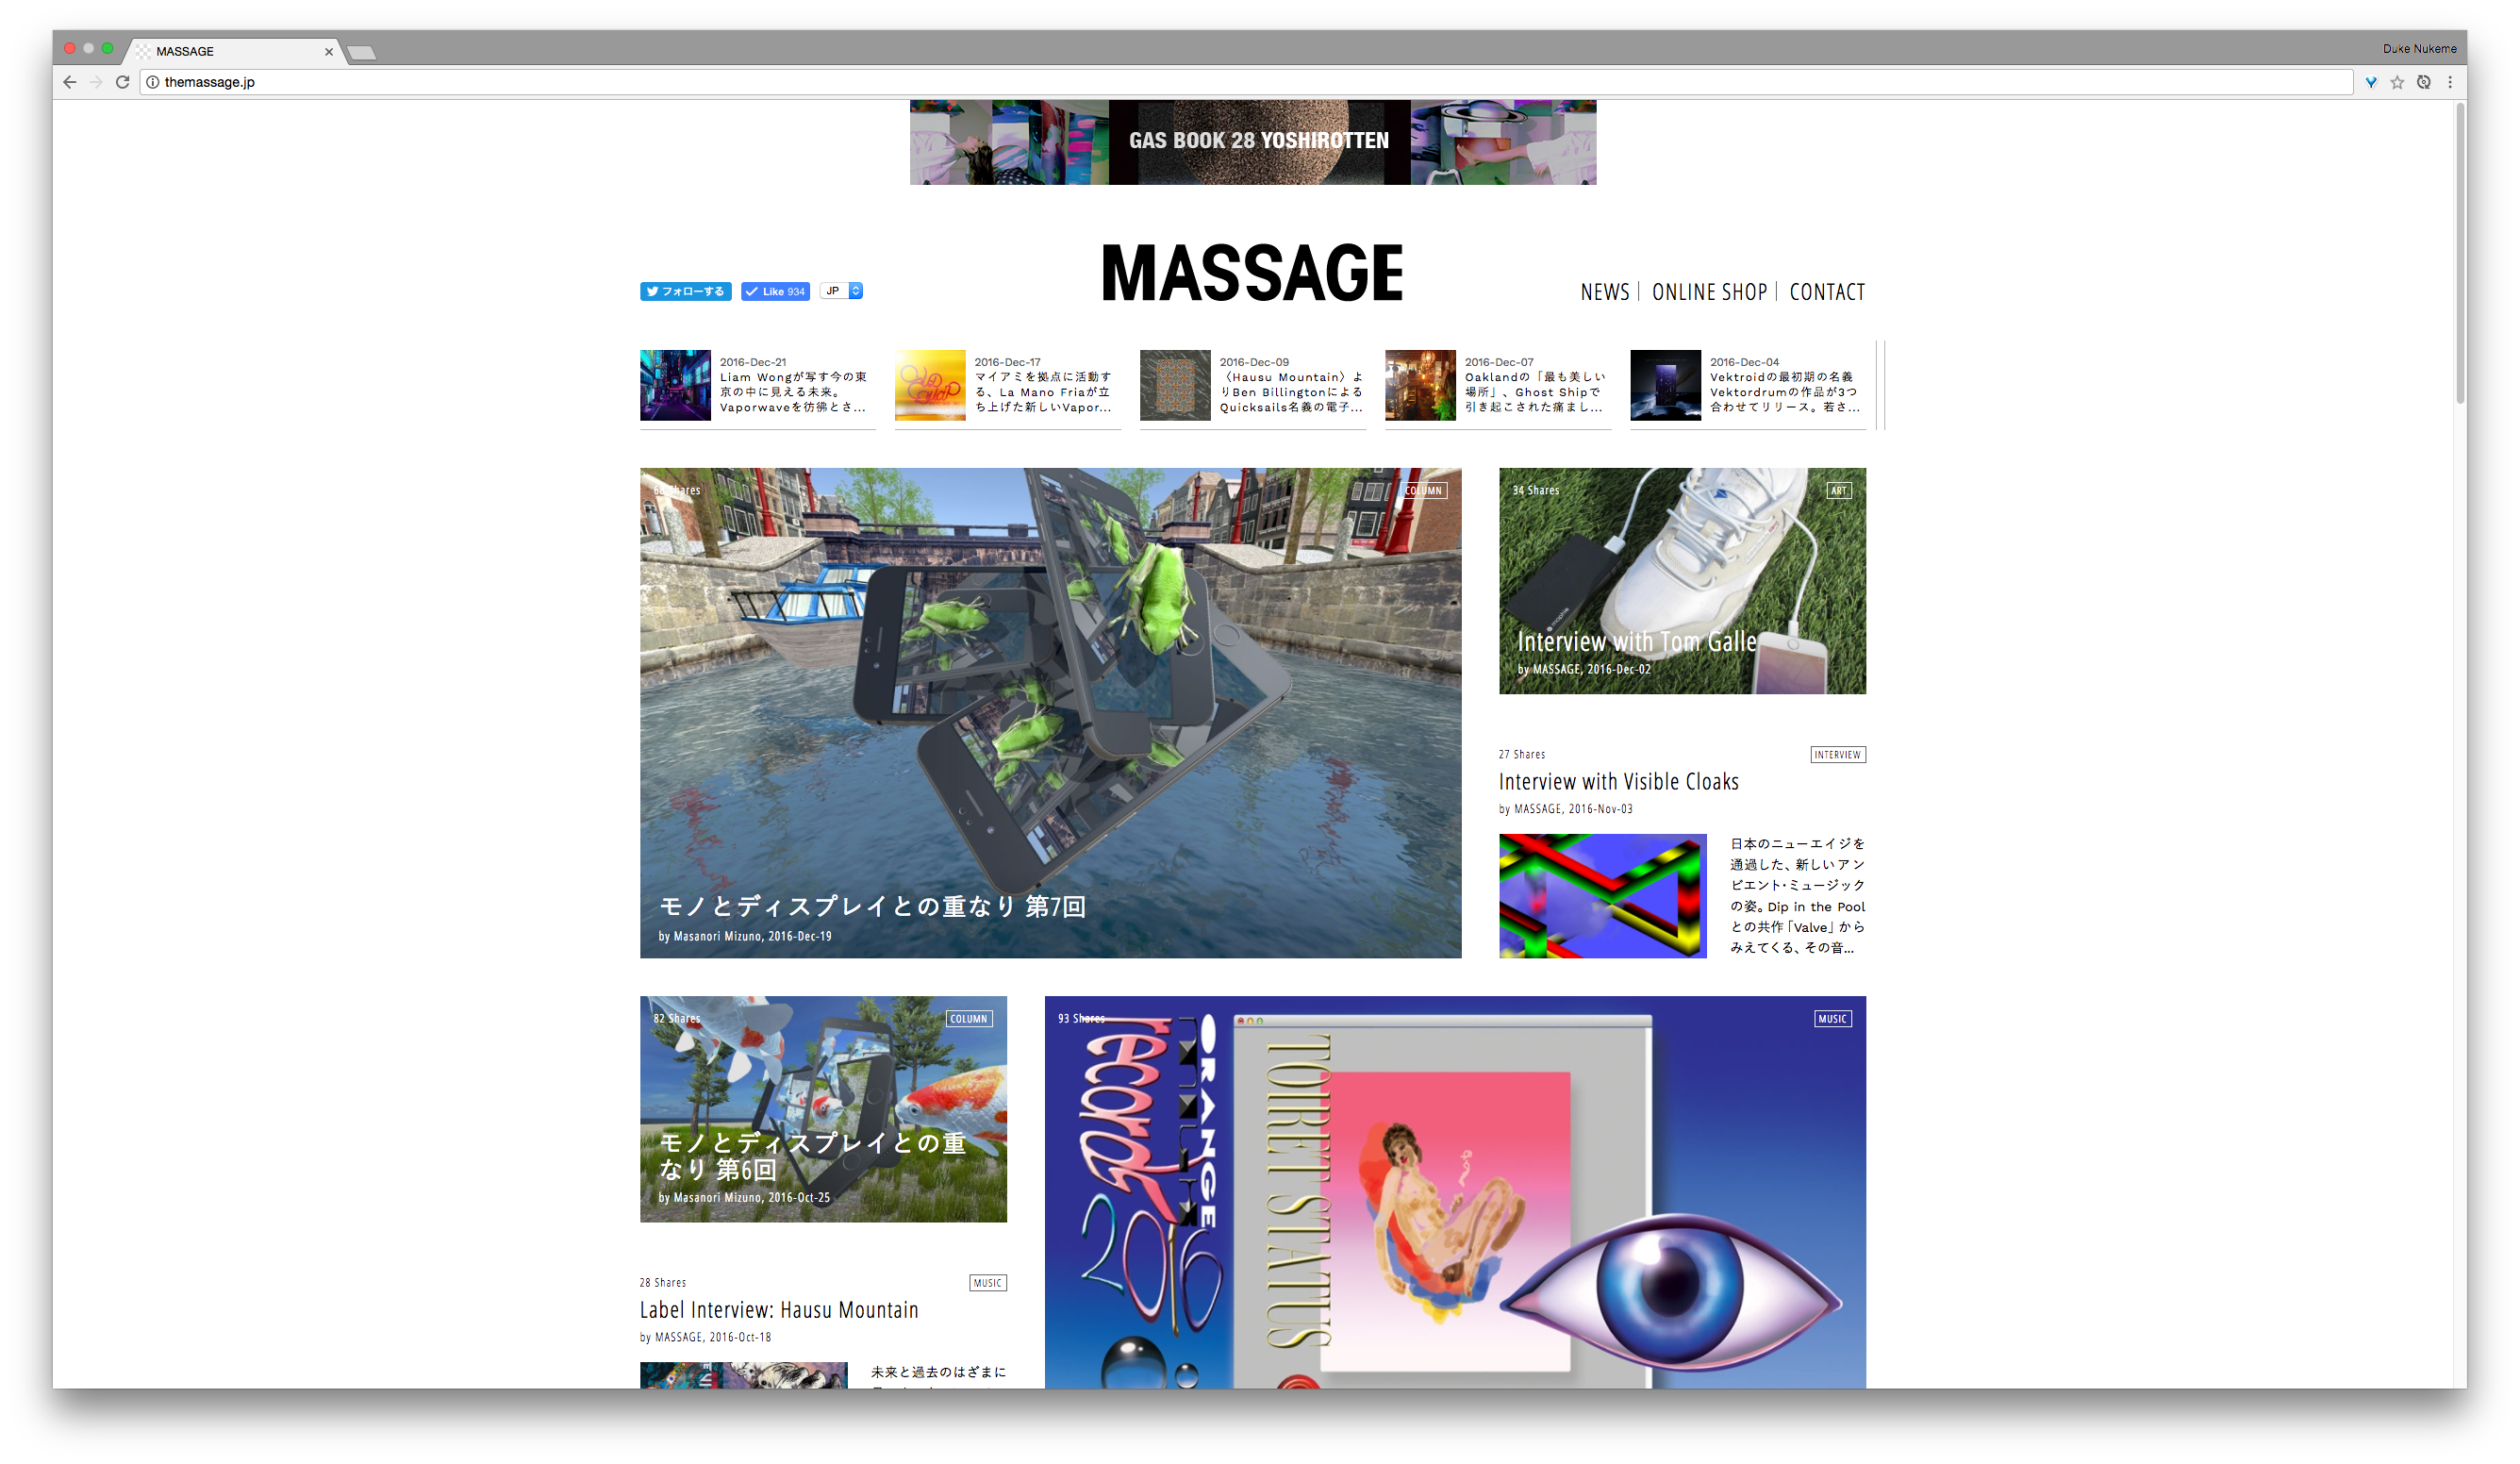 MASSAGE
Duke Nukeme
themassage.jp
GAS BOOK 28 YOSHIROTTEN
MASSAGE
フォローする
Like 934
JP
NEWS
ONLINE SHOP
CONTACT
2016-Dec-21
Liam Wongが写す今の東
京の中に見える未来。
Vaporwaveを彷彿とさ...
2016-Dec-17
マイアミを拠点に活動す
る、La Mano Friaが立
ち上げた新しいVapor...
2016-Dec-09
〈Hausu Mountain〉よ
りBen Billingtonによる
Quicksails名義の電子...
2016-Dec-07
Oaklandの「最も美しい
場所」、Ghost Shipで
引き起こされた痛まし...
2016-Dec-04
Vektroidの最初期の名義
Vektordrumの作品が3つ
合わせてリリース。若さ...
Shares
COLUMN
モノとディスプレイとの重なり 第7回
by Masanori Mizuno, 2016-Dec-19
34 Shares
ART
mophie
Interview with Tom Galle
by MASSAGE, 2016-Dec-02
27 Shares
INTERVIEW
Interview with Visible Cloaks
by MASSAGE, 2016-Nov-03
日本のニューエイジを
通過した、新しいアン
ビエント・ミュージック
の姿。Dip in the Pool
との共作「Valve」から
みえてくる、その音...
82 Shares
COLUMN
モノとディスプレイとの重
なり 第6回
by Masanori Mizuno, 2016-Oct-25
93 Shares
MUSIC
record
2016
ORANGE
TOIRET STATUS
28 Shares
MUSIC
Label Interview: Hausu Mountain
by MASSAGE, 2016-Oct-18
未来と過去のはざまに